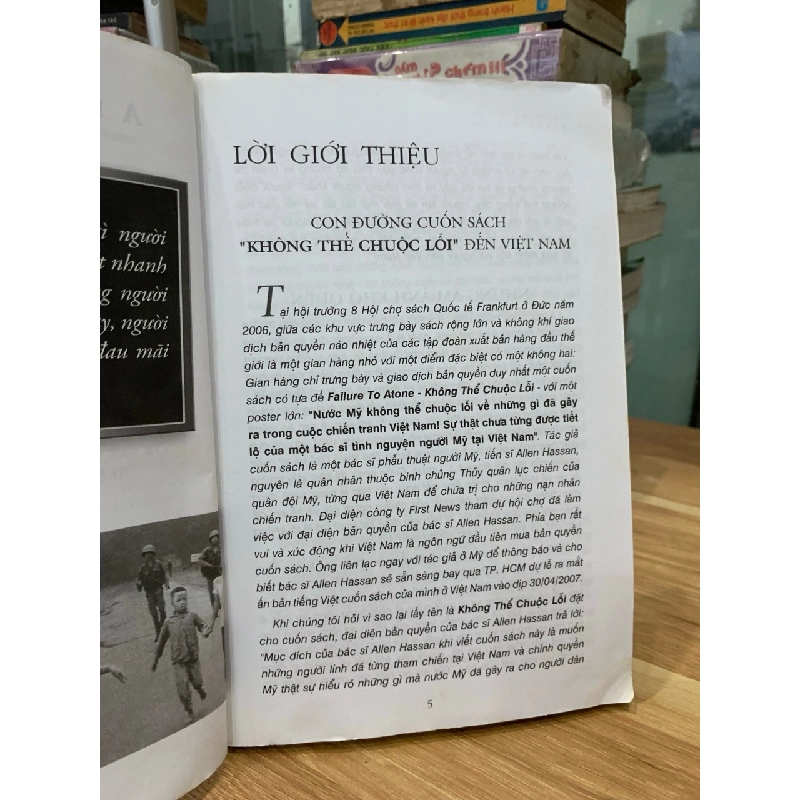 Hành trang thời đại kinh tế tri thức
LỜI GIỚI THIỆU
CON ĐƯỜNG CUỐN SÁCH
"KHÔNG THỂ CHUỘC LỖI" ĐẾN VIỆT NAM
Tại hội trường 8 Hội chợ sách Quốc tế Frankfurt ở Đức năm
2006, giữa các khu vực trưng bày sách rộng lớn và không khí giao
dịch bản quyền náo nhiệt của các tập đoàn xuất bản hàng đầu thế
giới là một gian hàng nhỏ với một điểm đặc biệt có một không hai:
Gian hàng chỉ trưng bày và giao dịch bản quyền duy nhất một cuốn
sách có tựa đề Failure To Atone - Không Thể Chuộc Lỗi - với một
poster lớn: "Nước Mỹ không thể chuộc lỗi về những gì đã gây
ra trong cuộc chiến tranh Việt Nam! Sự thật chưa từng được tiết
lộ của một bác sĩ tình nguyện người Mỹ tại Việt Nam". Tác giả
cuốn sách là một bác sĩ phẫu thuật người Mỹ, tiến sĩ Allen Hassan,
nguyên là quân nhân thuộc binh chủng Thủy quân lục chiến của
quân đội Mỹ, từng qua Việt Nam để chữa trị cho những nạn nhân
chiến tranh. Đại diện công ty First News tham dự hội chợ đã làm
việc với đại diện bản quyền của bác sĩ Allen Hassan. Phía bạn rất
vui và xúc động khi Việt Nam là ngôn ngữ đầu tiên mua bản quyền
cuốn sách. Ông liên lạc ngay với tác giả ở Mỹ để thông báo và cho
biết bác sĩ Allen Hassan sẽ sẵn sàng bay qua TP. HCM dự lễ ra mắt
ấn bản tiếng Việt cuốn sách của mình ở Việt Nam vào dịp 30/04/2007.
Khi chúng tôi hỏi vì sao lại lấy tên là Không Thể Chuộc Lỗi đặt
cho cuốn sách, đại diện bản quyền của bác sĩ Allen Hassan trả lời:
"Mục đích của bác sĩ Allen Hassan khi viết cuốn sách này là muốn
những người lính đã từng tham chiến tại Việt Nam và chính quyền
Mỹ thật sự hiểu rõ những gì mà nước Mỹ đã gây ra cho người dân
5
người
nhanh
người
người
đau mãi